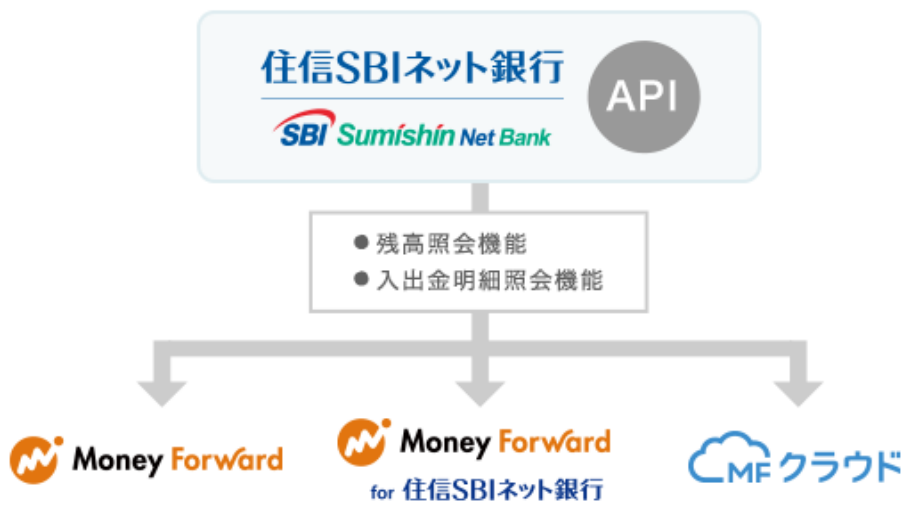 住信SBIネット銀行
API
SBI Sumishin Net Bank
● 残高照会機能
● 入出金明細照会機能
Money Forward
Money Forward
for 住信SBIネット銀行
MFクラウド